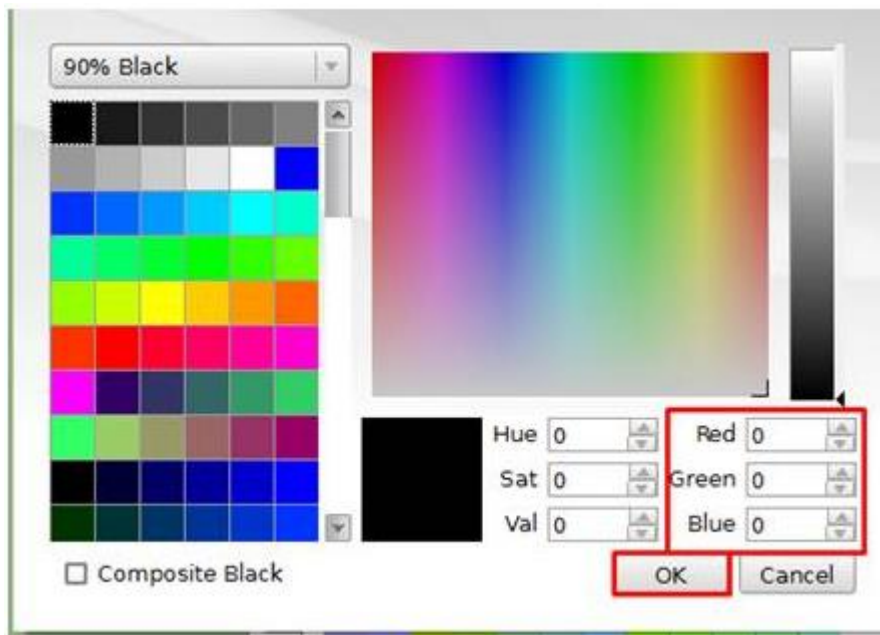 90% Black
Hue 0
Red 0
Sat 0
Green 0
Val 0
Blue 0
Composite Black
OK
Cancel